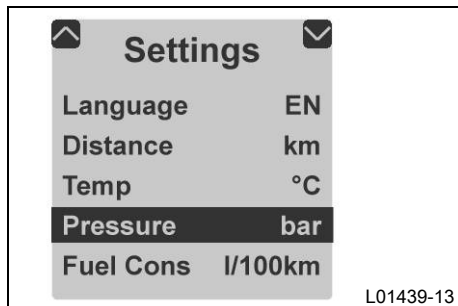 Settings
Language EN
Distance km
Temp °C
Pressure bar
Fuel Cons l/100km
L01439-13